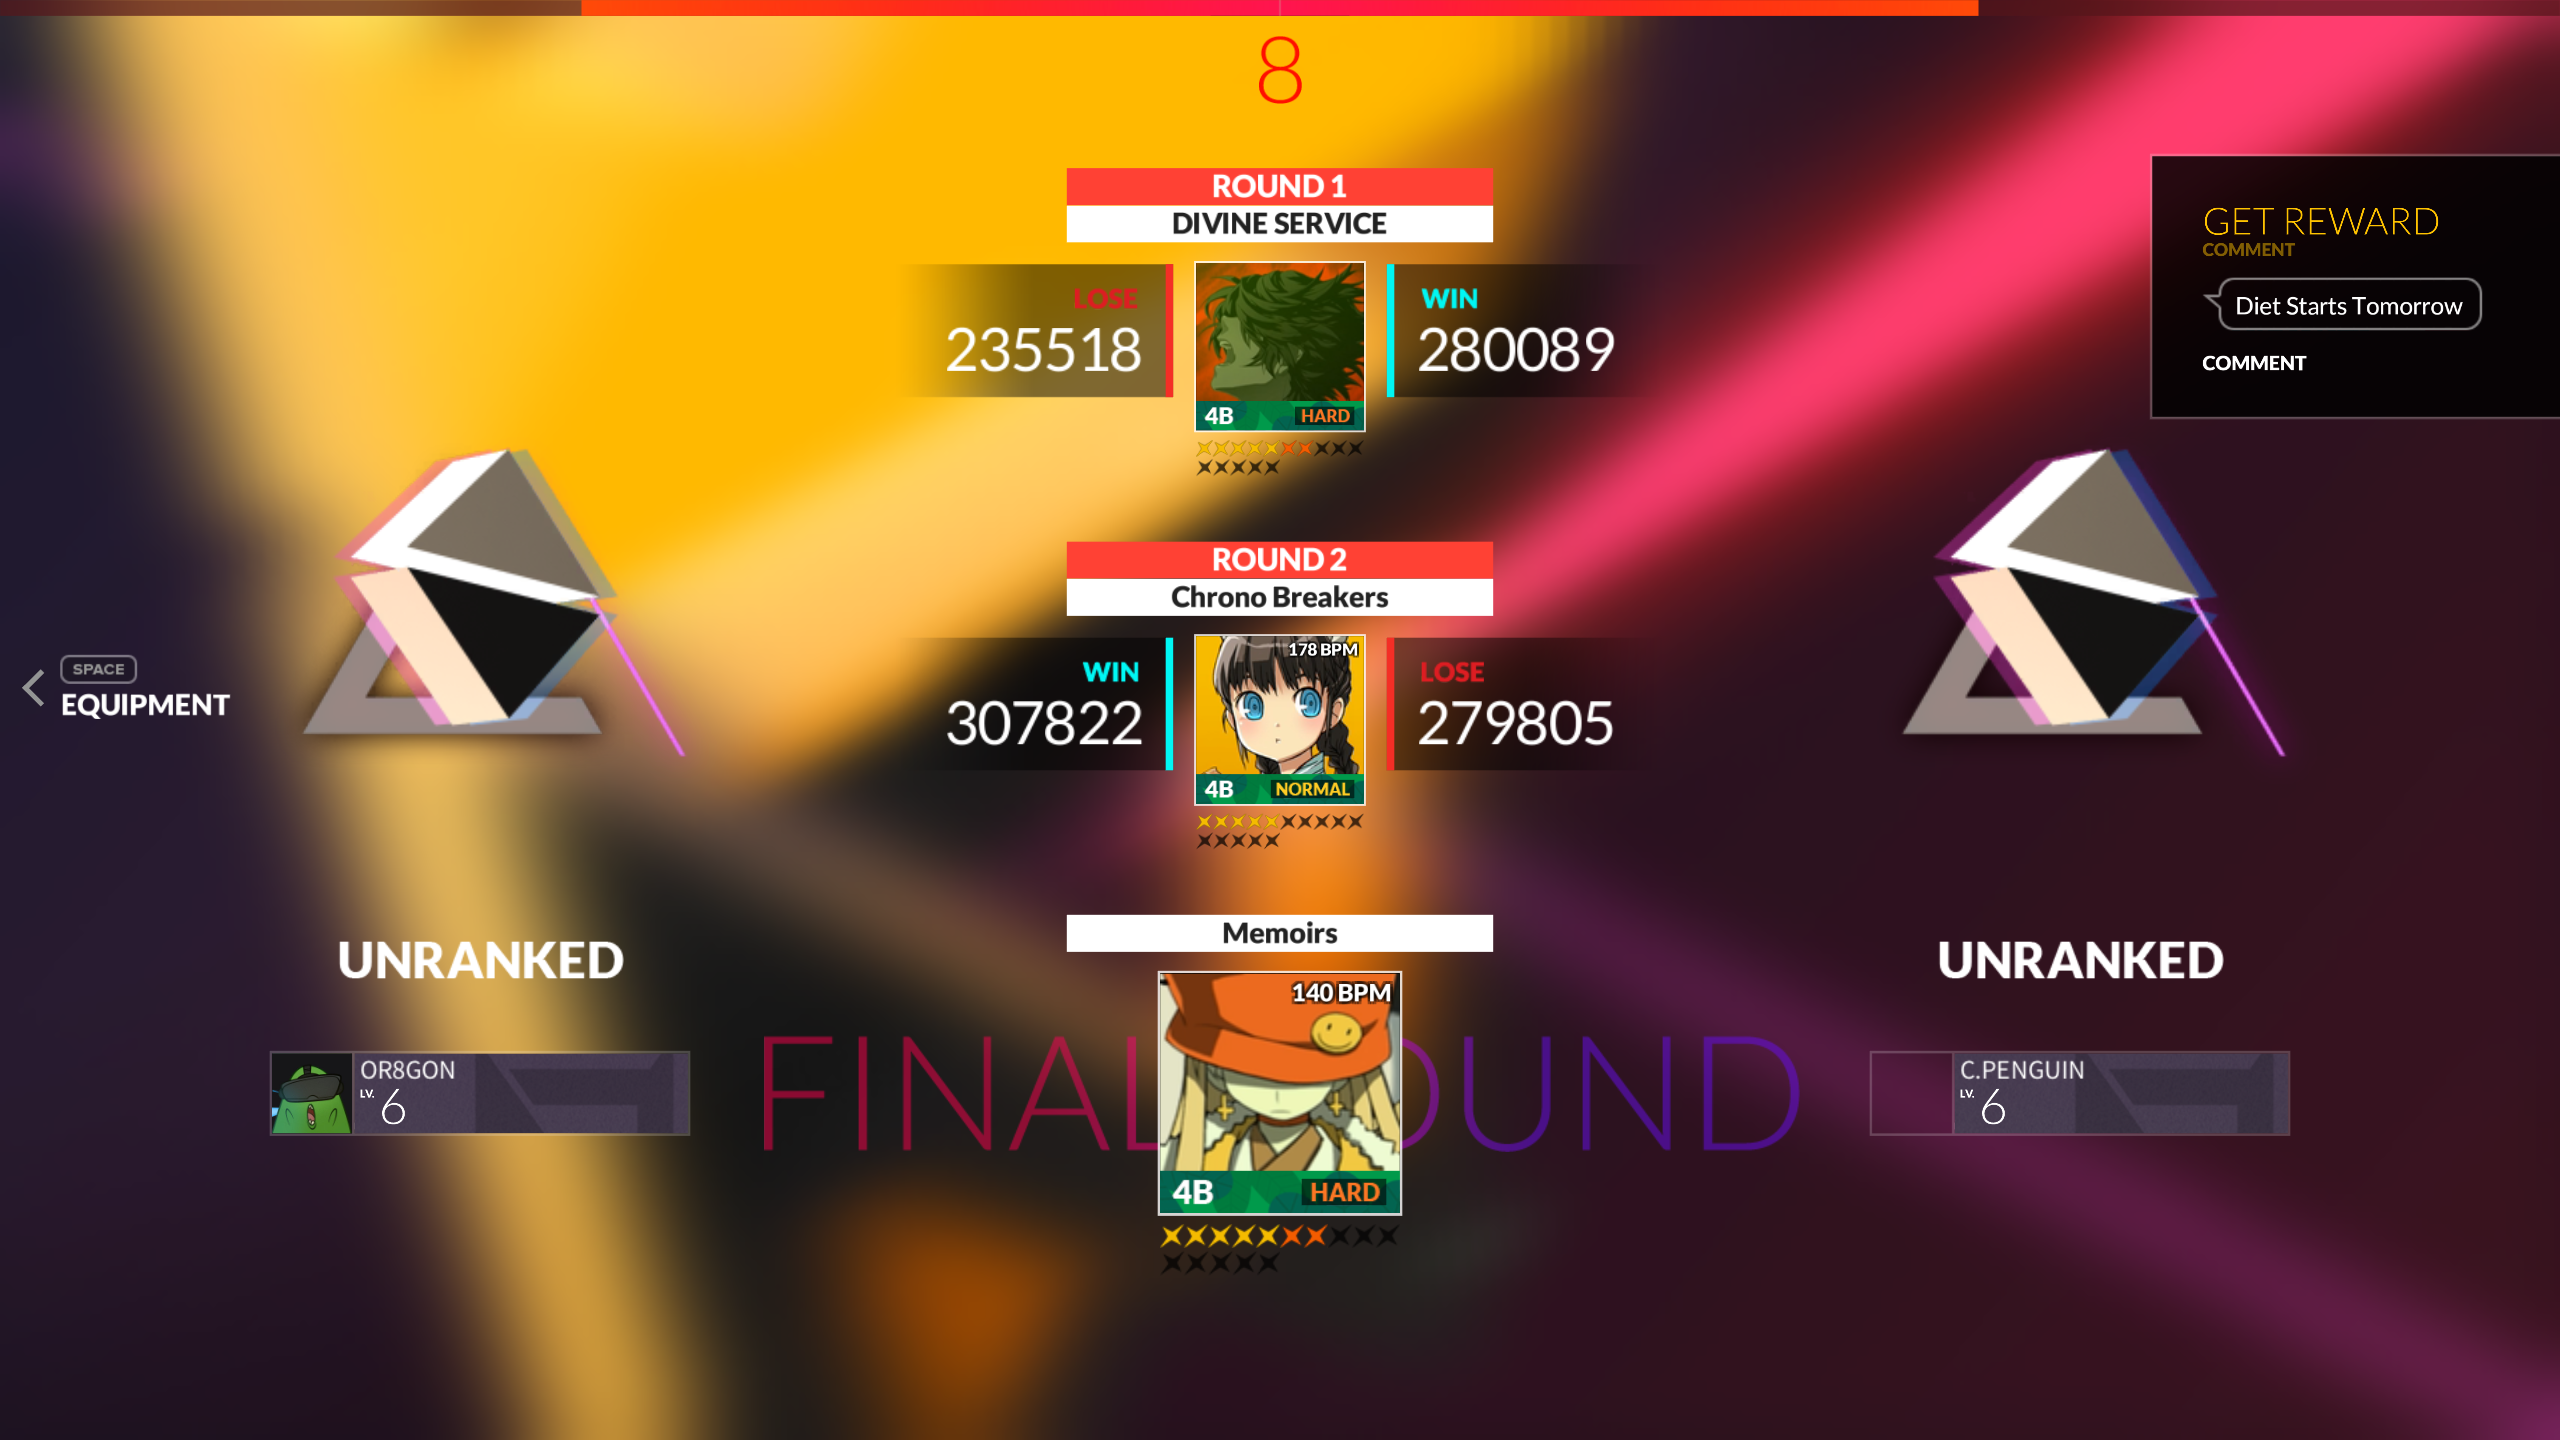 8
ROUND 1
DIVINE SERVICE
LOSE
235518
WIN
280089
4B HARD
GET REWARD
COMMENT
Diet Starts Tomorrow
COMMENT
ROUND 2
Chrono Breakers
WIN
307822
178 BPM
LOSE
279805
4B NORMAL
SPACE
EQUIPMENT
UNRANKED
UNRANKED
Memoirs
140 BPM
FINAL ROUND
4B HARD
OR8GON
LV. 6
C.PENGUIN
LV. 6